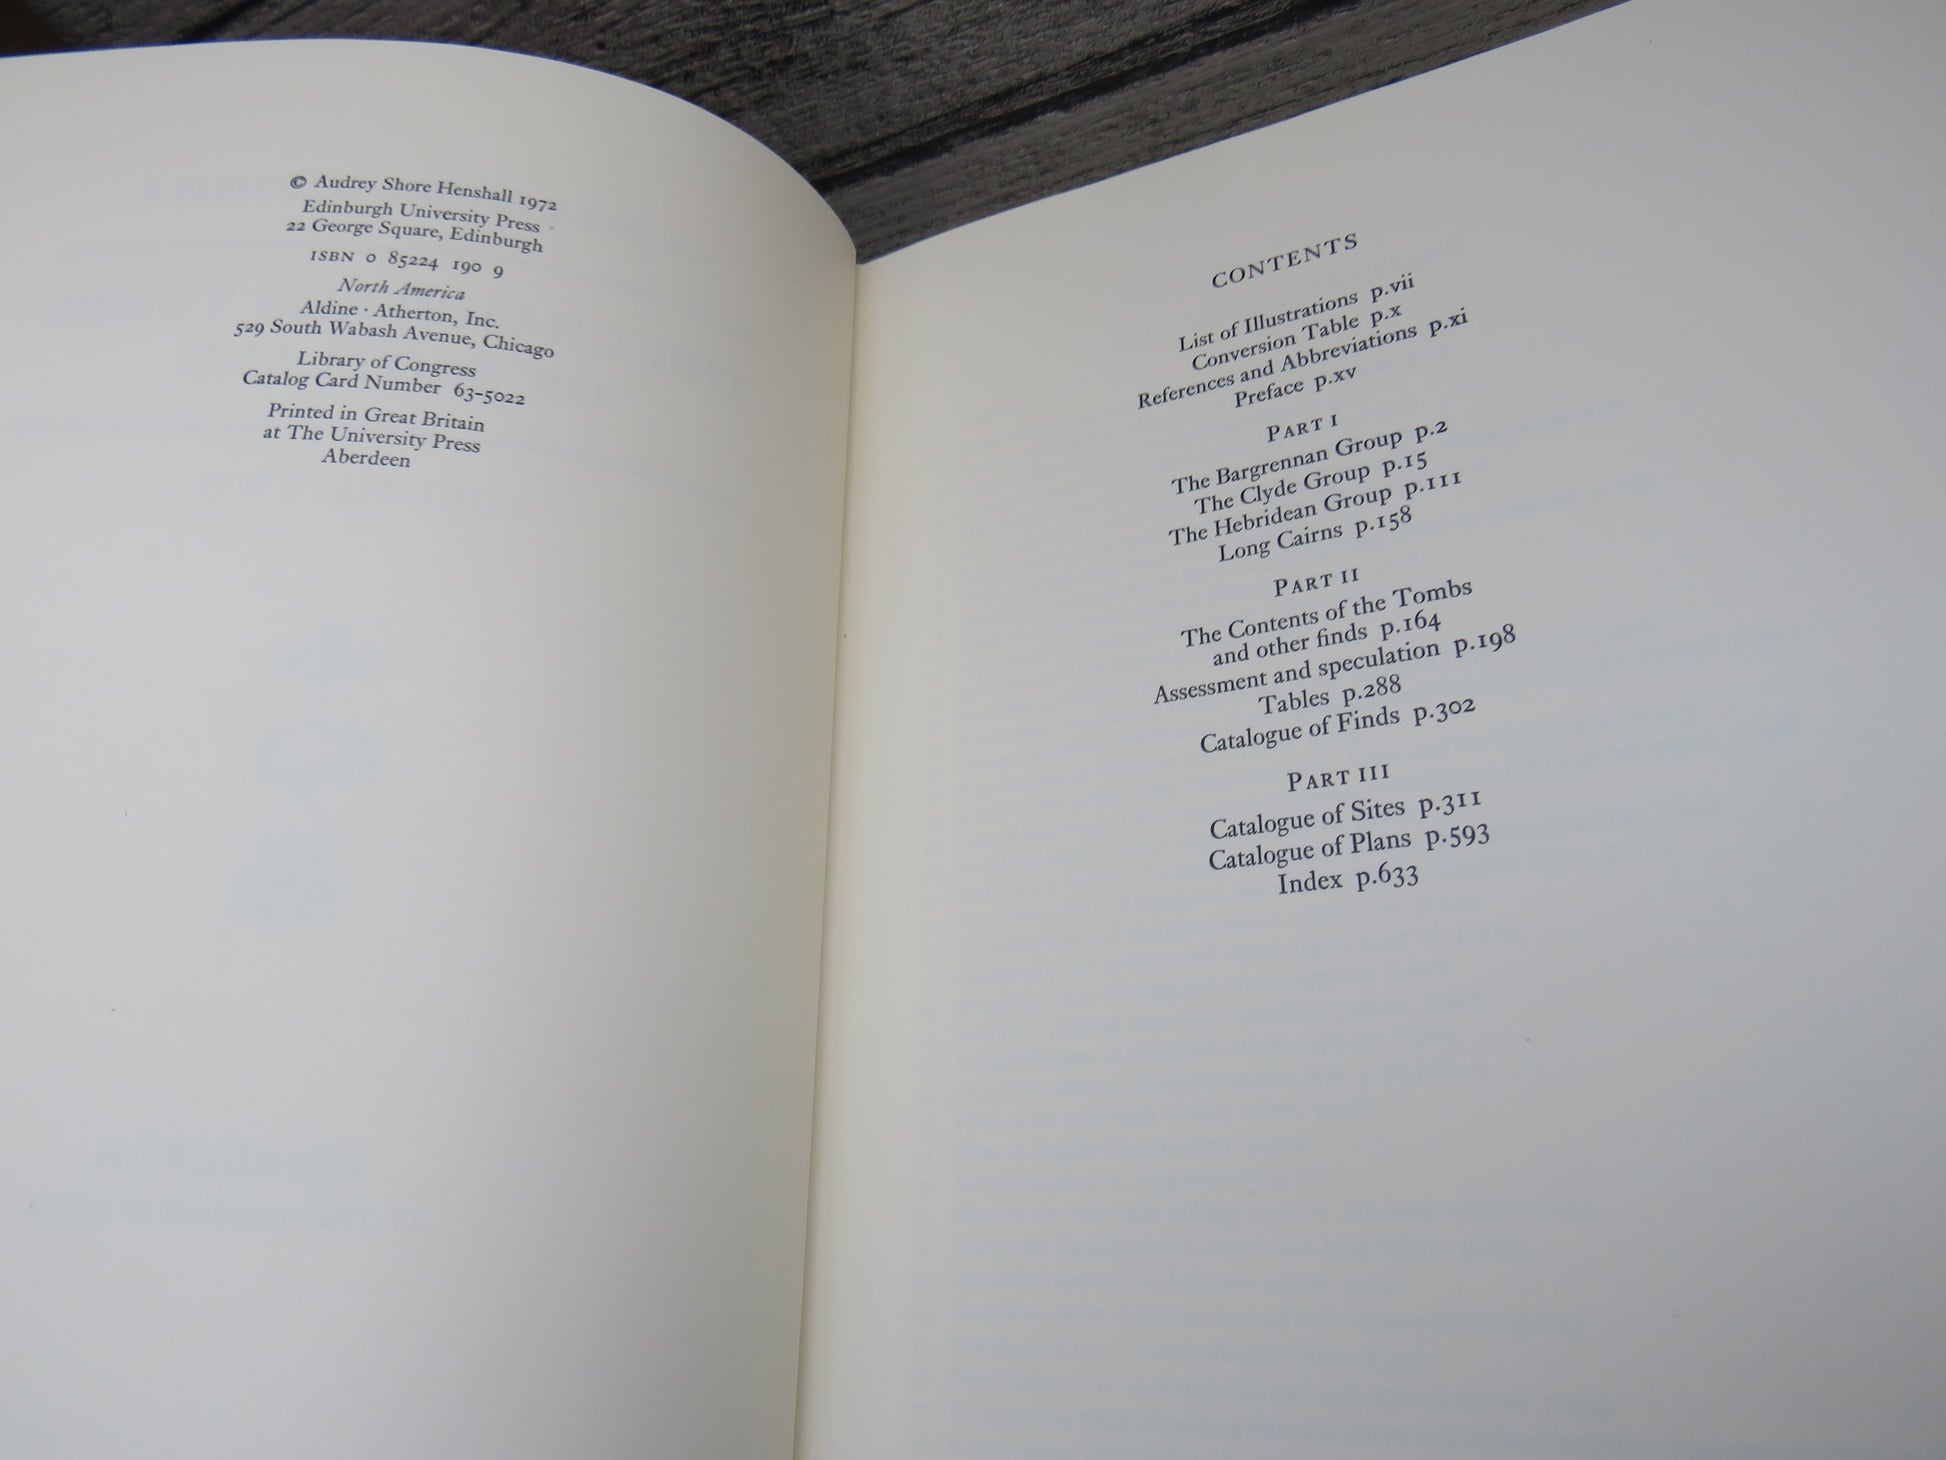 © Audrey Shore Henshall 1972
Edinburgh University Press
22 George Square, Edinburgh
ISBN 0 85224 190 9
North America
Aldine · Atherton, Inc.
529 South Wabash Avenue, Chicago
Library of Congress
Catalog Card Number 63-5022
Printed in Great Britain
at The University Press
Aberdeen
CONTENTS
List of Illustrations p.vii
Conversion Table p.x
References and Abbreviations p.xi
Preface p.xv
PART I
The Bargrennan Group p.2
The Clyde Group p.15
The Hebridean Group p.111
Long Cairns p.158
PART II
The Contents of the Tombs
and other finds p.164
Assessment and speculation p.198
Tables p.288
Catalogue of Finds p.302
PART III
Catalogue of Sites p.311
Catalogue of Plans p.593
Index p.633